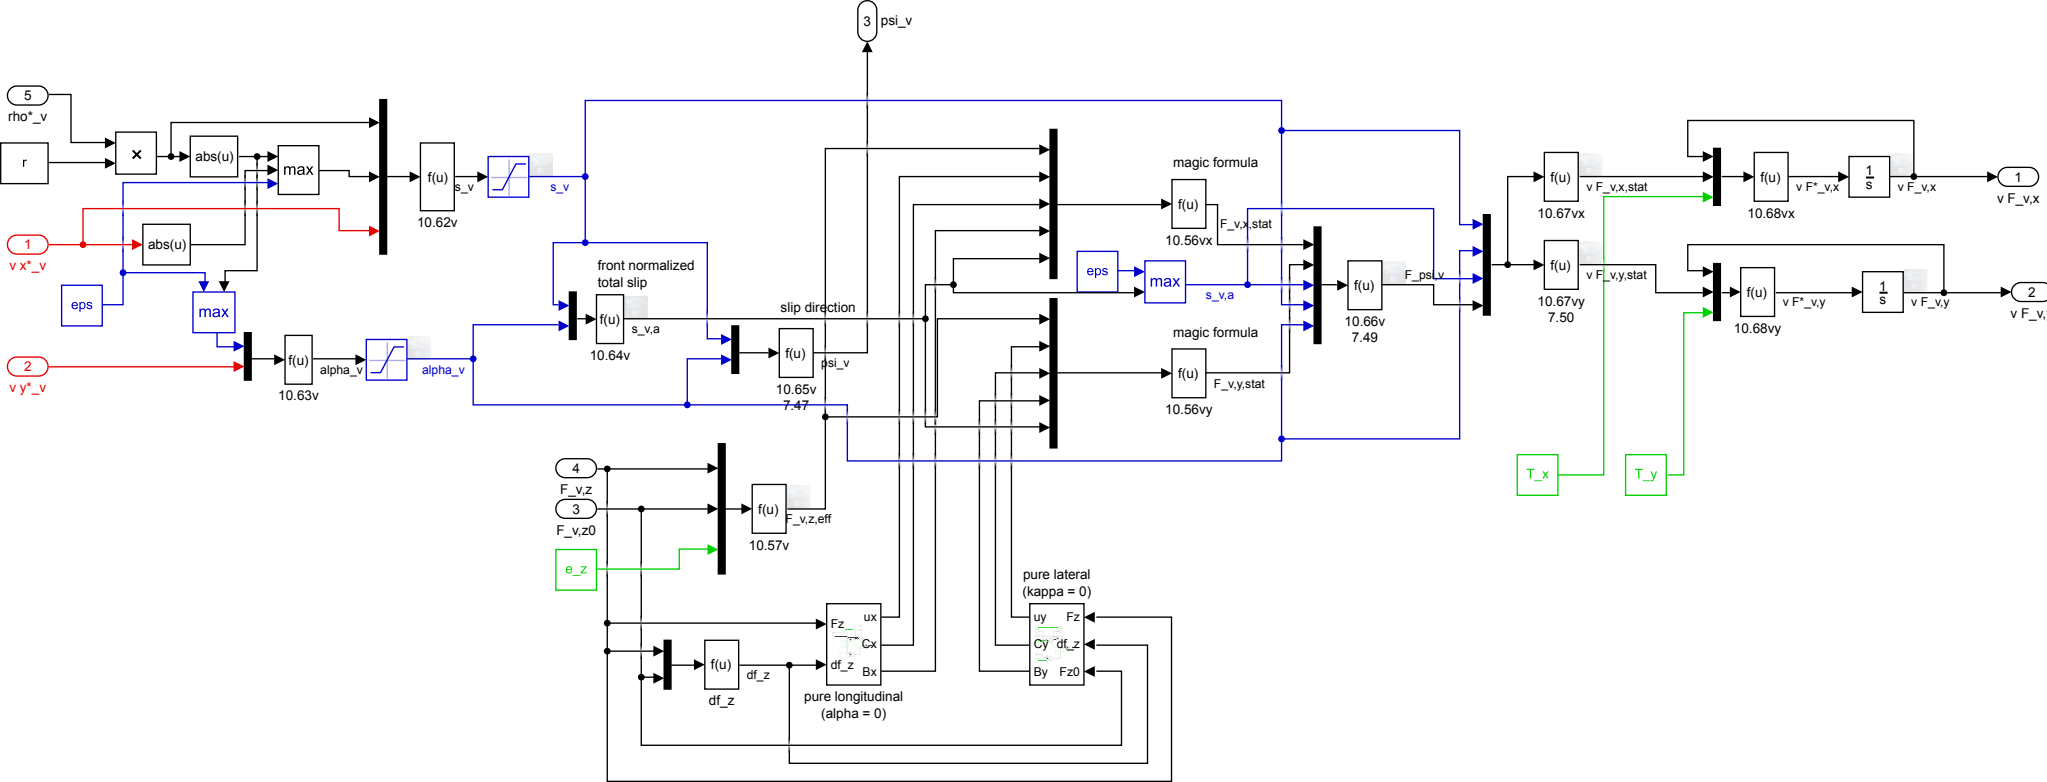 3
psi_v
5
rho*_v
r
×
abs(u)
max
f(u)
10.62v
s_v
s_v
1
v x*_v
abs(u)
eps
max
2
v y*_v
f(u)
10.63v
alpha_v
alpha_v
front normalized
total slip
f(u)
10.64v
s_v,a
slip direction
f(u)
10.65v
7.47
psi_v
4
F_v,z
3
F_v,z0
e_z
f(u)
10.57v
F_v,z,eff
f(u)
df_z
df_z
Fz
df_z
ux
Cx
Bx
pure longitudinal
(alpha = 0)
pure lateral
(kappa = 0)
uy
Cy
By
Fz
df_z
Fz0
magic formula
f(u)
10.56vx
F_v,x,stat
eps
max
s_v,a
magic formula
f(u)
10.56vy
F_v,y,stat
f(u)
10.66v
7.49
F_psi,v
f(u)
10.67vx
v F_v,x,stat
f(u)
10.67vy
7.50
v F_v,y,stat
T_x
T_y
f(u)
10.68vx
v F*_v,x
1
s
v F_v,x
1
v F_v,x
f(u)
10.68vy
v F*_v,y
1
s
v F_v,y
2
v F_v,